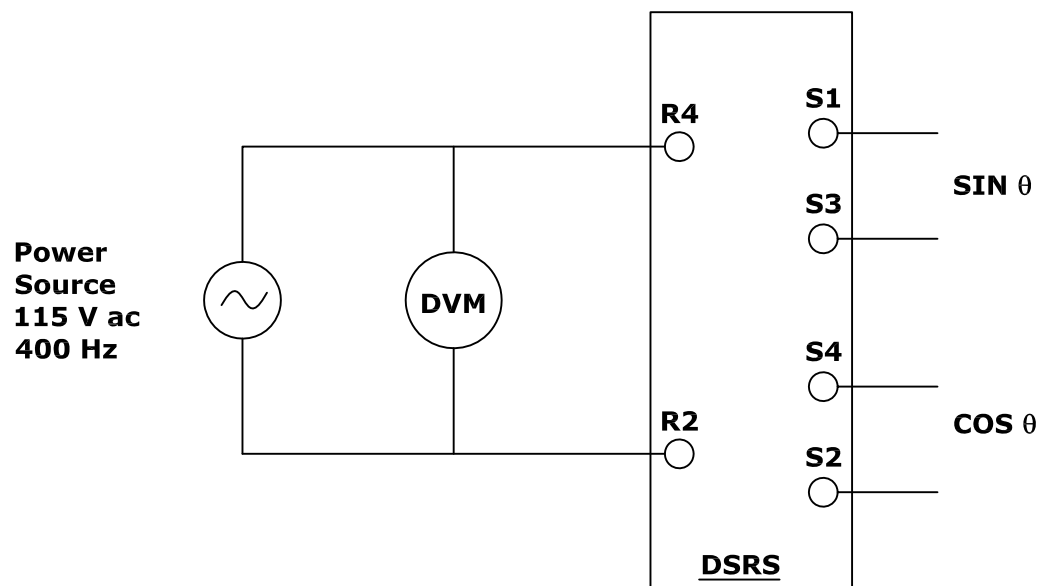 Power
Source
115 V ac
400 Hz
DVM
R4
R2
S1
S3
S4
S2
SIN θ
COS θ
DSRS